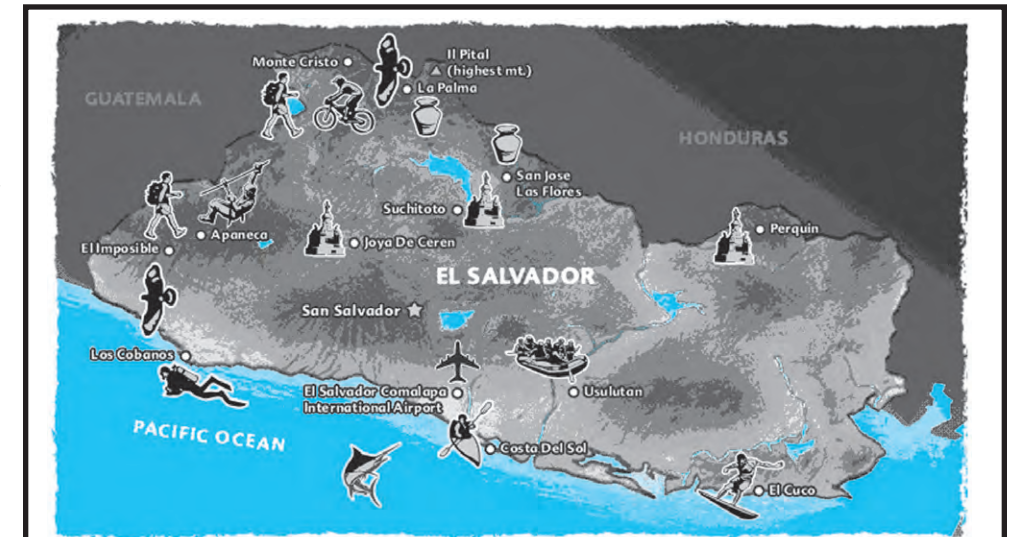 Monte Cristo
Il Pital
(highest mt.)
La Palma
GUATEMALA
HONDURAS
San Jose
Las Flores
Suchitoto
Perquin
Apaneca
El Imposible
Joya De Ceren
EL SALVADOR
San Salvador
Los Cobanos
El Salvador Comalapa
International Airport
Usulutan
PACIFIC OCEAN
Costa Del Sol
El Cuco